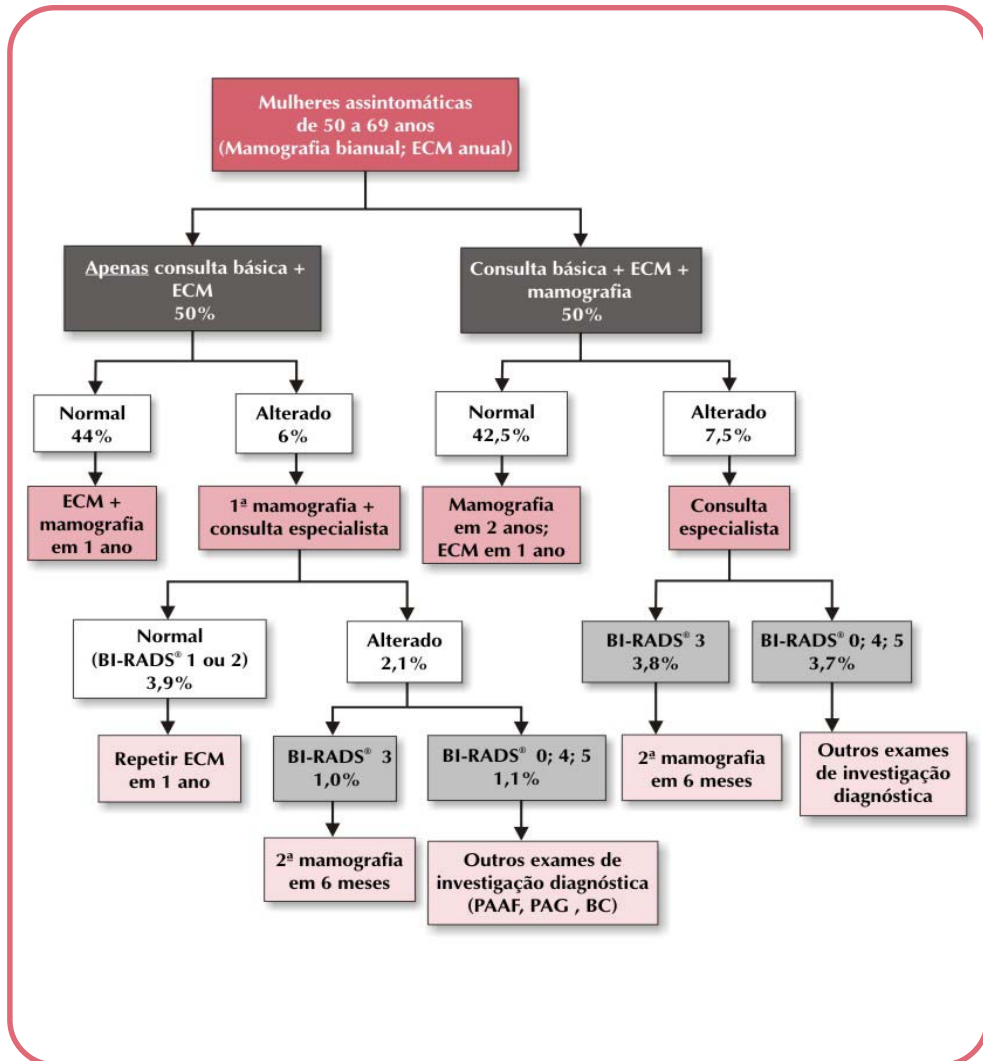 Mulheres assintomáticas
de 50 a 69 anos
(Mamografia bianual; ECM anual)
Apenas consulta básica +
ECM
50%
Consulta básica + ECM +
mamografia
50%
Normal
44%
Alterado
6%
Normal
42,5%
Alterado
7,5%
ECM +
mamografia
em 1 ano
1ª mamografia +
consulta especialista
Mamografia
em 2 anos;
ECM em 1 ano
Consulta
especialista
Normal
(BI-RADS® 1 ou 2)
3,9%
Alterado
2,1%
BI-RADS® 3
3,8%
BI-RADS® 0; 4; 5
3,7%
Repetir ECM
em 1 ano
BI-RADS® 3
1,0%
BI-RADS® 0; 4; 5
1,1%
2ª mamografia
em 6 meses
Outros exames
de investigação
diagnóstica
2ª mamografia
em 6 meses
Outros exames de
investigação diagnóstica
(PAAF, PAG , BC)